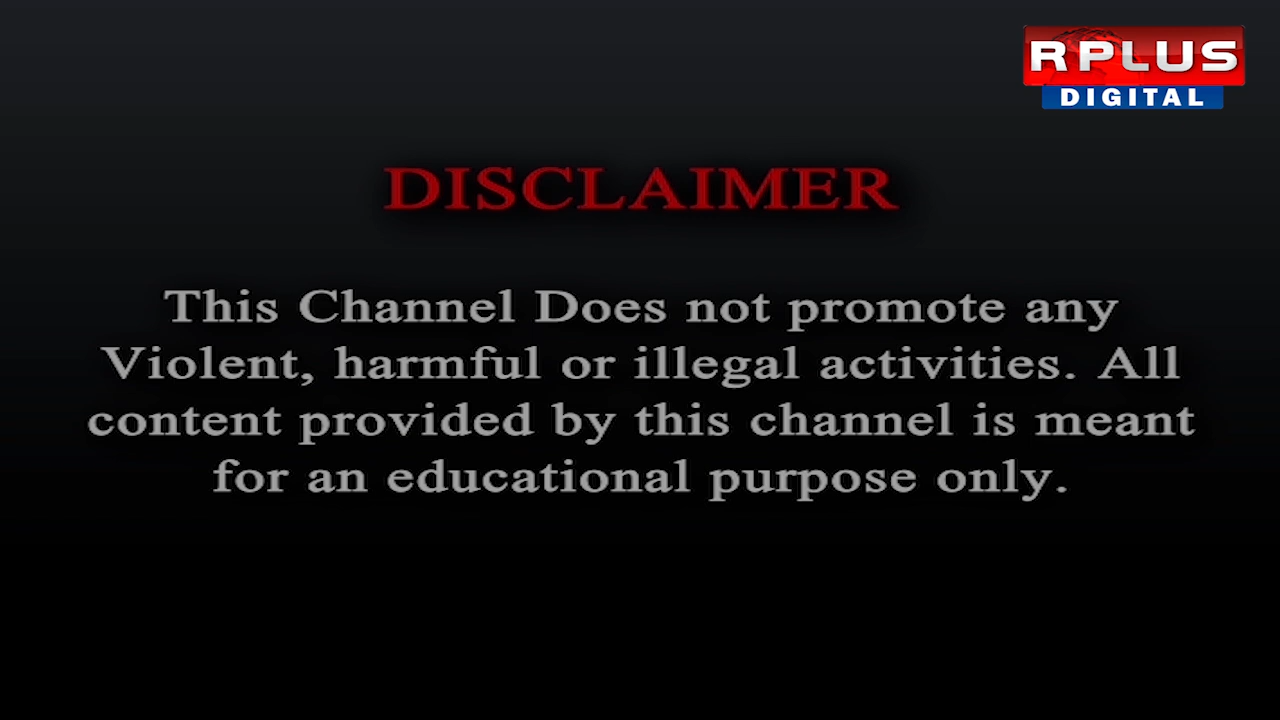 RPLUS
DIGITAL
DISCLAIMER
This Channel Does not promote any
Violent, harmful or illegal activities. All
content provided by this channel is meant
for an educational purpose only.